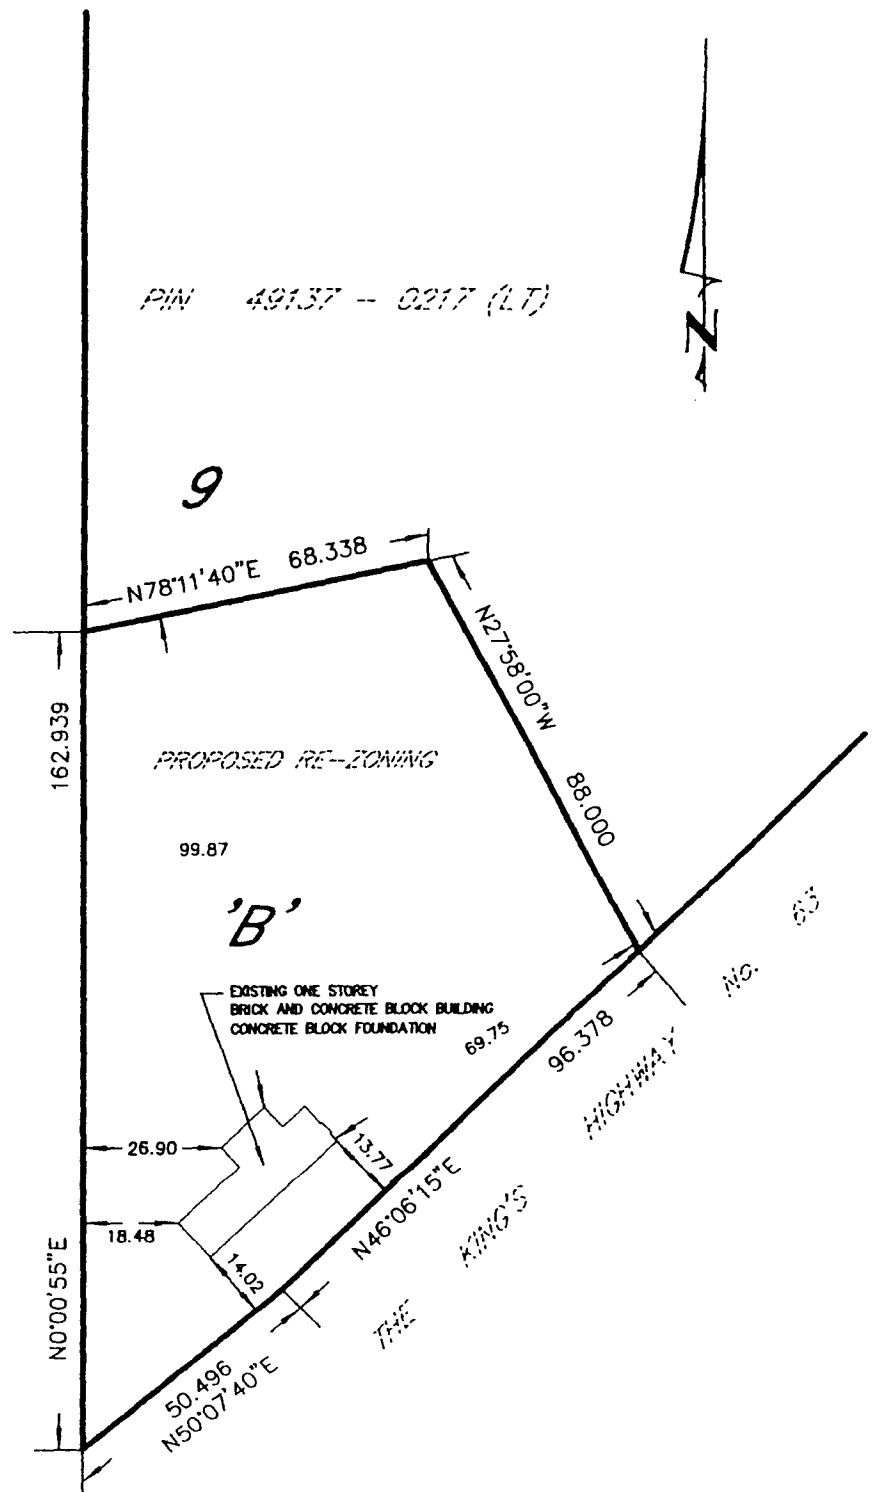 PIN 49137 -- 0217 (LT)
N
9
N78°11'40"E 68.338
N27°58'00"W 88.000
162.939
PROPOSED RE--ZONING
99.87
'B'
EXISTING ONE STOREY
BRICK AND CONCRETE BLOCK BUILDING
CONCRETE BLOCK FOUNDATION
69.75
96.378
26.90
13.77
N46°06'15"E
18.48
14.02
THE KING'S HIGHWAY No. 63
N0°00'55"E
50.496
N50°07'40"E